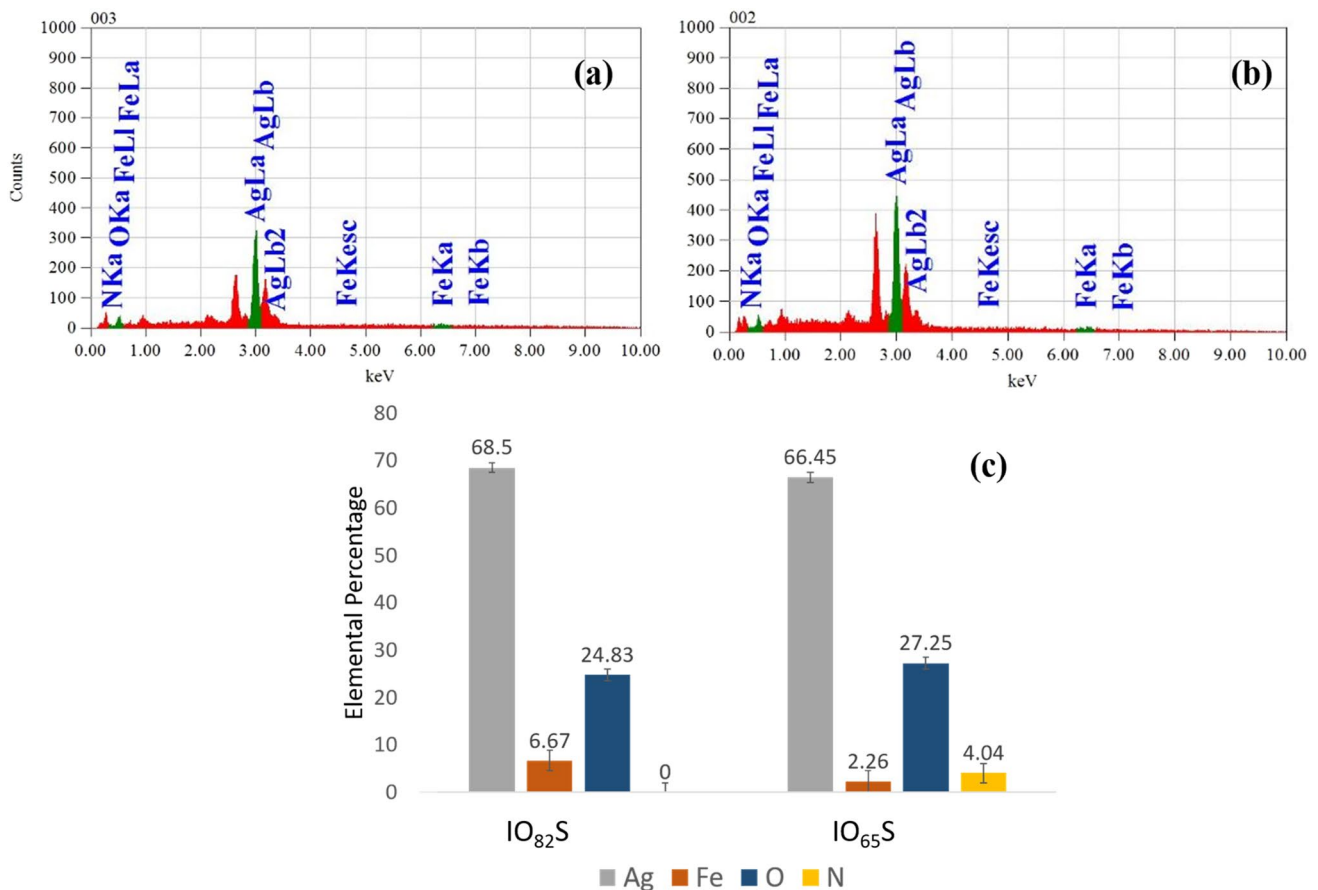 003
(a)
Counts
1000
900
800
700
600
500
400
300
200
100
0
NKa OKa FeLl FeLa
AgLa AgLb
AgLb2
FeKesc
FeKa
FeKb
0.00 1.00 2.00 3.00 4.00 5.00 6.00 7.00 8.00 9.00 10.00
keV
002
(b)
1000
900
800
700
600
500
400
300
200
100
0
NKa OKa FeLl FeLa
AgLa AgLb
AgLb2
FeKesc
FeKa
FeKb
0.00 1.00 2.00 3.00 4.00 5.00 6.00 7.00 8.00 9.00 10.00
keV
(c)
Elemental Percentage
80
70
60
50
40
30
20
10
0
68.5
6.67
24.83
0
66.45
2.26
27.25
4.04
IO₈₂S IO₆₅S
Ag Fe O N